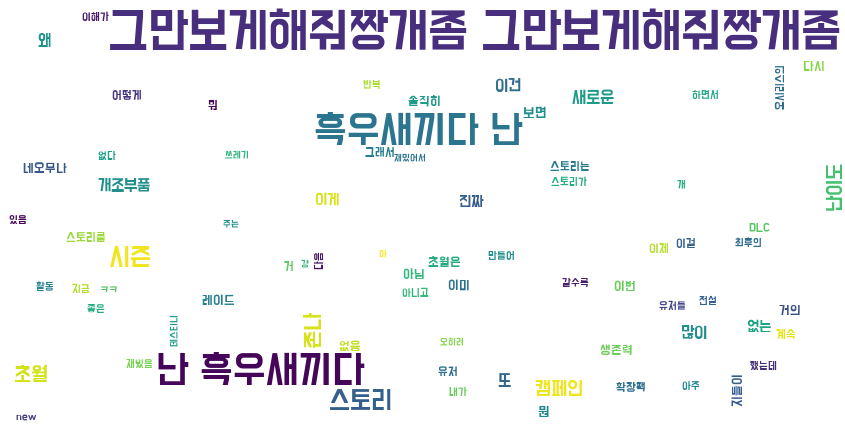 이해가
그만보게해줘짱개좀 그만보게해줘짱개좀
왜
다시
오시리스의
이건
반복
새로운
하면서
어떻게
뭐
솔직히
보면
흑우새끼다 난
없다
쓰레기
그래서
재밌어서
네오무나
스토리는
개조부품
스토리가
개
이게
진짜
있음
주는
DLC
스토리를
이제
이걸
최후의
시즌
거
걍
든다
아
초월은
만들어
아님
활동
지금
ㅋㅋ
아니고
이미
갈수록
이번
좋은
레이드
유저들
전설
거의
데스티니
존나
없음
오히려
많이
없는
계속
생존력
난 흑우새끼다
재밌음
했는데
초월
유저
또
캠페인
확장팩
아주
지들이
스토리
내가
뭔
new